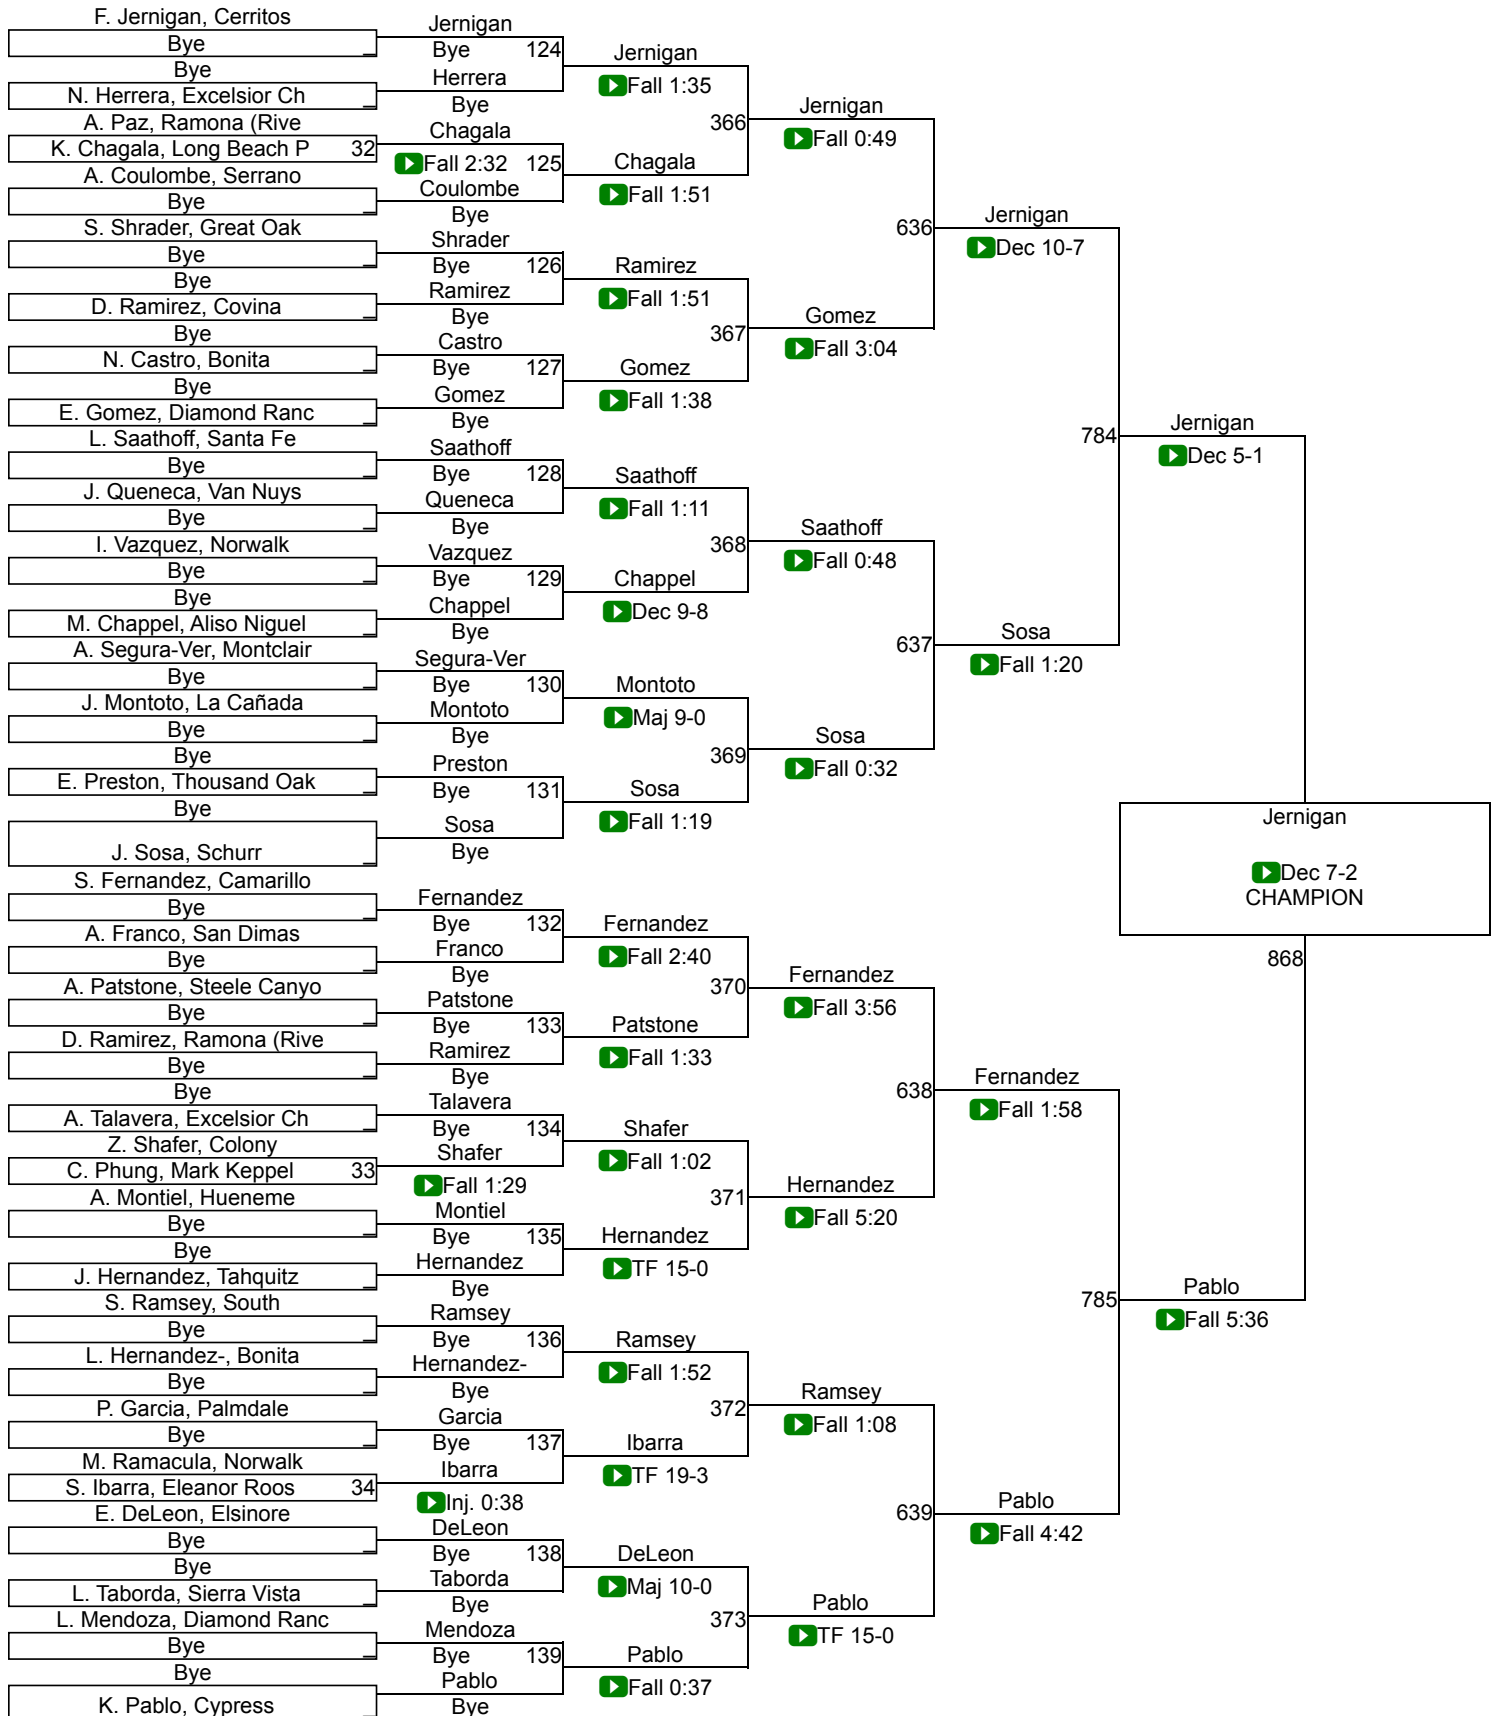 F. Jernigan, Cerritos
Bye
Bye
N. Herrera, Excelsior Ch
A. Paz, Ramona (Rive
K. Chagala, Long Beach P 32
A. Coulombe, Serrano
Bye
S. Shrader, Great Oak
Bye
Bye
D. Ramirez, Covina
Bye
N. Castro, Bonita
Bye
E. Gomez, Diamond Ranc
L. Saathoff, Santa Fe
Bye
J. Queneca, Van Nuys
Bye
I. Vazquez, Norwalk
Bye
Bye
M. Chappel, Aliso Niguel
A. Segura-Ver, Montclair
Bye
J. Montoto, La Cañada
Bye
Bye
E. Preston, Thousand Oak
Bye
J. Sosa, Schurr
S. Fernandez, Camarillo
Bye
A. Franco, San Dimas
Bye
A. Patstone, Steele Canyo
Bye
D. Ramirez, Ramona (Rive
Bye
Bye
A. Talavera, Excelsior Ch
Z. Shafer, Colony
C. Phung, Mark Keppel 33
A. Montiel, Hueneme
Bye
Bye
J. Hernandez, Tahquitz
S. Ramsey, South
Bye
L. Hernandez-, Bonita
Bye
P. Garcia, Palmdale
Bye
M. Ramacula, Norwalk
S. Ibarra, Eleanor Roos 34
E. DeLeon, Elsinore
Bye
Bye
L. Taborda, Sierra Vista
L. Mendoza, Diamond Ranc
Bye
Bye
K. Pablo, Cypress
Jernigan
Bye 124
Herrera
Bye
Chagala
Fall 2:32 125
Coulombe
Bye
Shrader
Bye 126
Ramirez
Bye
Castro
Bye 127
Gomez
Bye
Saathoff
Bye 128
Queneca
Bye
Vazquez
Bye 129
Chappel
Bye
Segura-Ver
Bye 130
Montoto
Bye
Preston
Bye 131
Sosa
Bye
Fernandez
Bye 132
Franco
Bye
Patstone
Bye 133
Ramirez
Bye
Talavera
Bye 134
Shafer
Fall 1:29
Montiel
Bye 135
Hernandez
Bye
Ramsey
Bye 136
Hernandez-
Bye
Garcia
Bye 137
Ibarra
Inj. 0:38
DeLeon
Bye 138
Taborda
Bye
Mendoza
Bye 139
Pablo
Bye
Jernigan
Fall 1:35
366
Chagala
Fall 1:51
Ramirez
Fall 1:51
367
Gomez
Fall 1:38
Saathoff
Fall 1:11
368
Chappel
Dec 9-8
Montoto
Maj 9-0
369
Sosa
Fall 1:19
Fernandez
Fall 2:40
370
Patstone
Fall 1:33
Shafer
Fall 1:02
371
Hernandez
TF 15-0
Ramsey
Fall 1:52
372
Ibarra
TF 19-3
DeLeon
Maj 10-0
373
Pablo
Fall 0:37
Jernigan
Fall 0:49
636
Gomez
Fall 3:04
Saathoff
Fall 0:48
637
Sosa
Fall 0:32
Fernandez
Fall 3:56
638
Hernandez
Fall 5:20
Ramsey
Fall 1:08
639
Pablo
TF 15-0
Jernigan
Dec 10-7
784
Sosa
Fall 1:20
Fernandez
Fall 1:58
785
Pablo
Fall 4:42
Jernigan
Dec 5-1
Jernigan
Dec 7-2
CHAMPION
868
Pablo
Fall 5:36